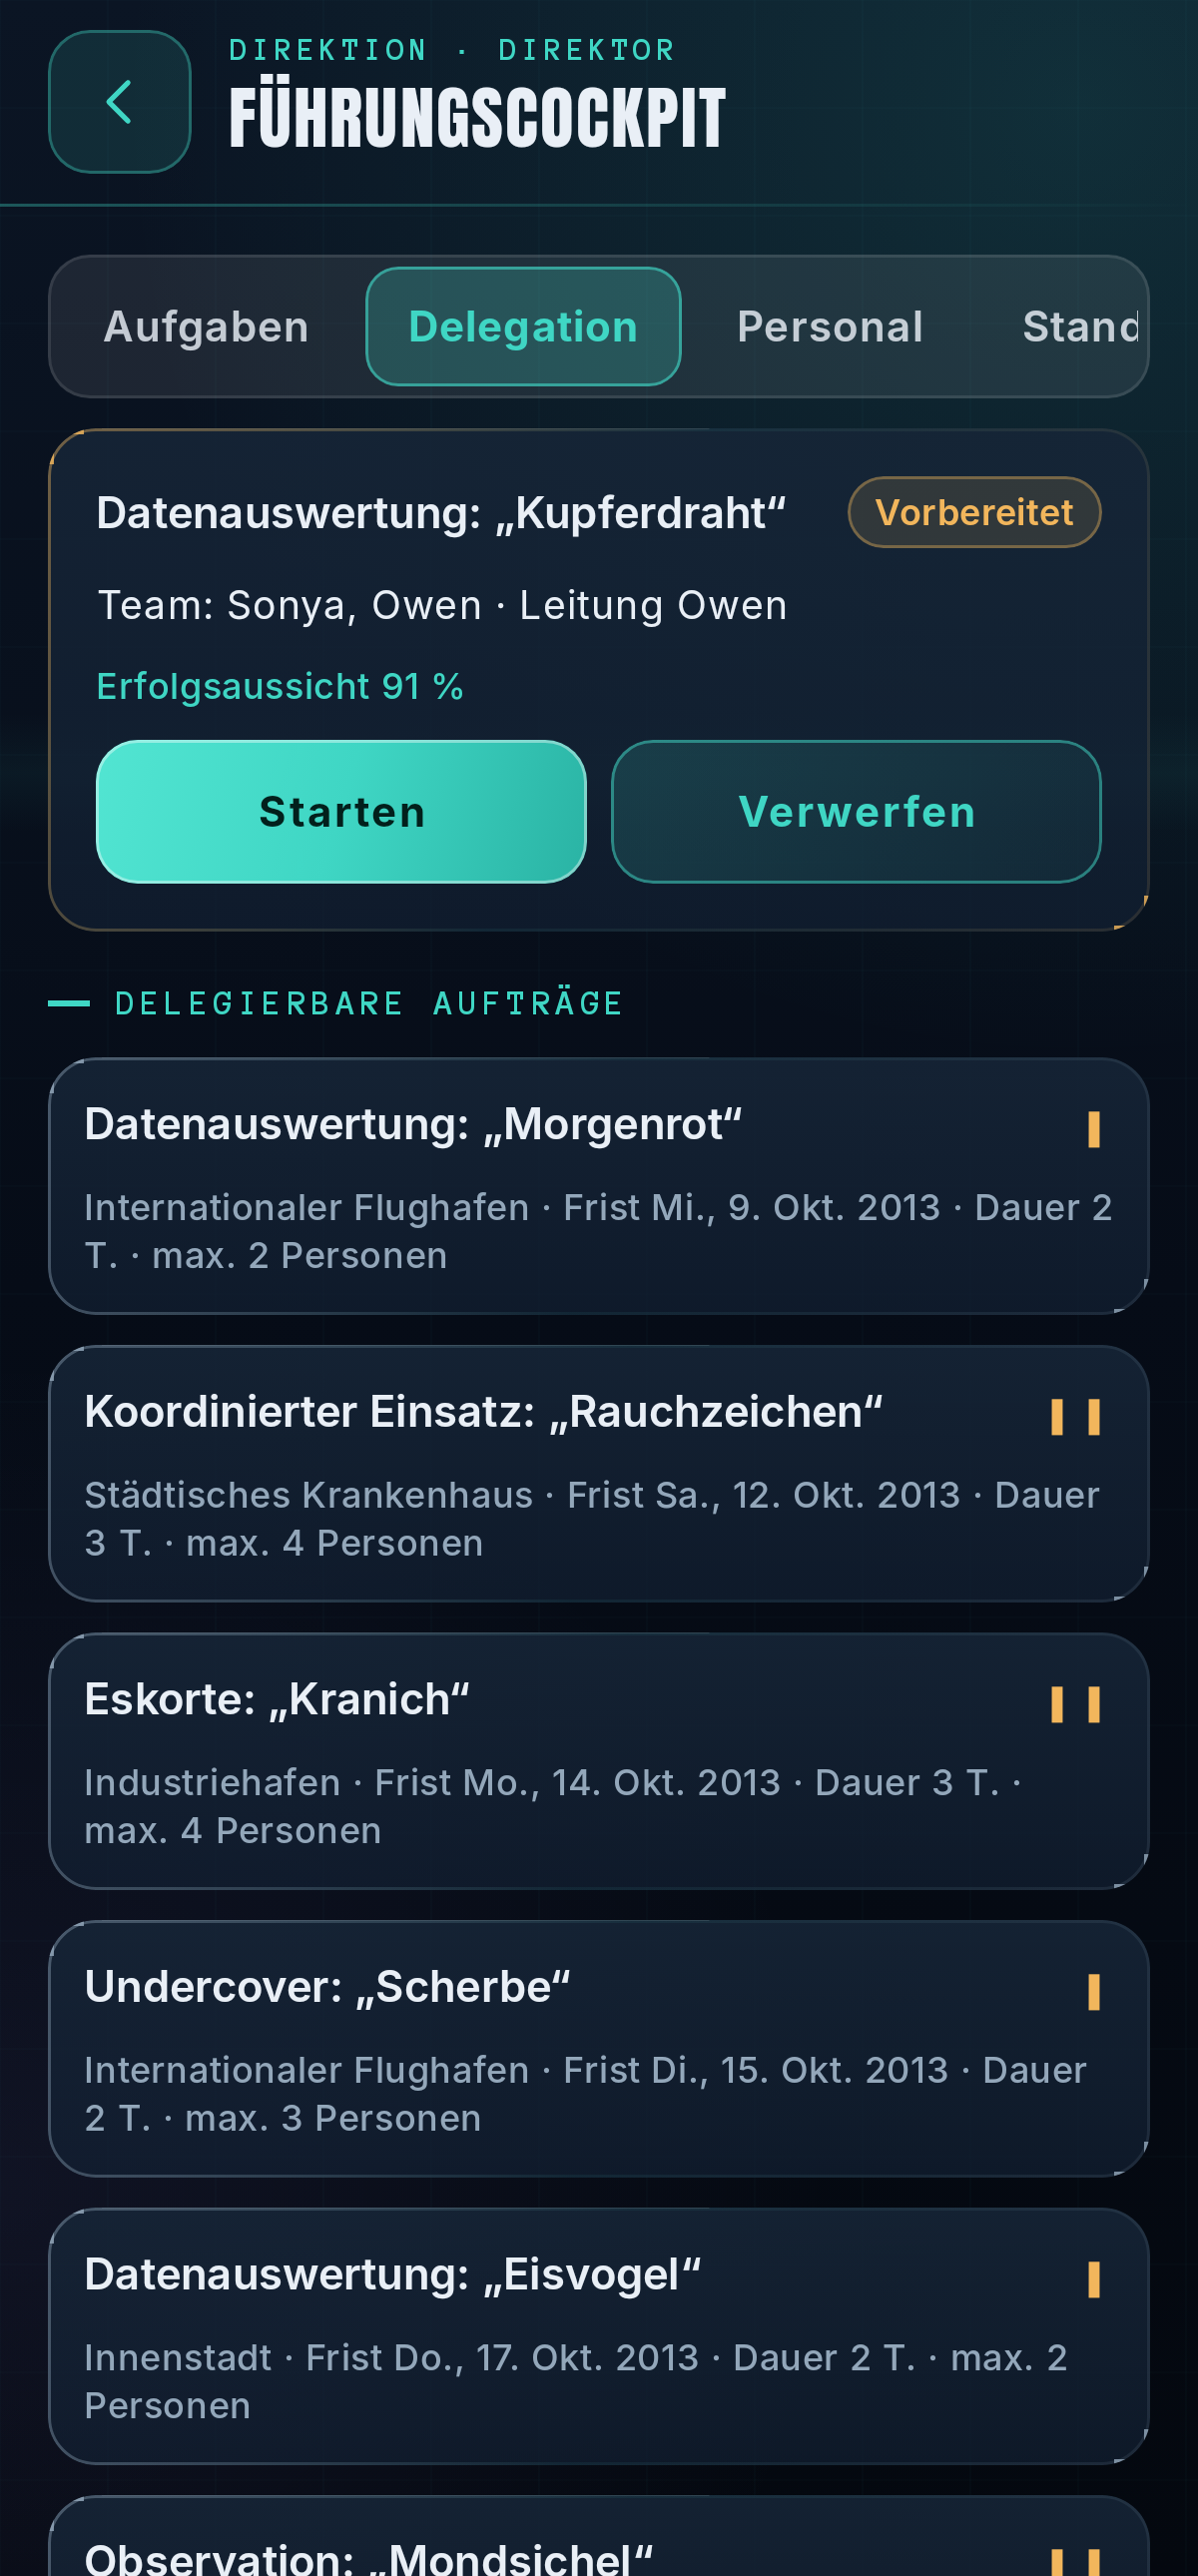 DIREKTION · DIREKTOR
FÜHRUNGSCOCKPIT
Aufgaben
Delegation
Personal
Stand
Datenauswertung: „Kupferdraht“
Vorbereitet
Team: Sonya, Owen · Leitung Owen
Erfolgsaussicht 91 %
Starten
Verwerfen
DELEGIERBARE AUFTRÄGE
Datenauswertung: „Morgenrot“
Internationaler Flughafen · Frist Mi., 9. Okt. 2013 · Dauer 2
T. · max. 2 Personen
Koordinierter Einsatz: „Rauchzeichen“
Städtisches Krankenhaus · Frist Sa., 12. Okt. 2013 · Dauer
3 T. · max. 4 Personen
Eskorte: „Kranich“
Industriehafen · Frist Mo., 14. Okt. 2013 · Dauer 3 T. ·
max. 4 Personen
Undercover: „Scherbe“
Internationaler Flughafen · Frist Di., 15. Okt. 2013 · Dauer
2 T. · max. 3 Personen
Datenauswertung: „Eisvogel“
Innenstadt · Frist Do., 17. Okt. 2013 · Dauer 2 T. · max. 2
Personen
Observation: „Mondsichel“